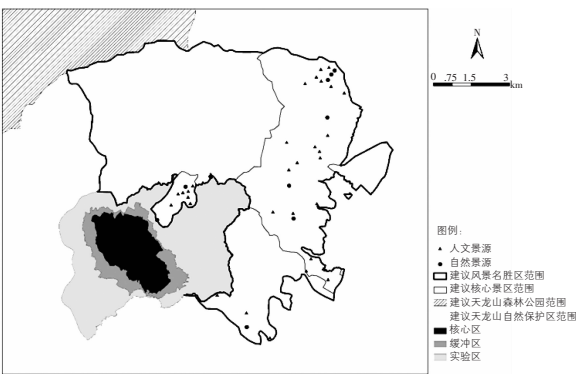 N
0 .75 1.5 3
km
图例：
人文景源
自然景源
建议风景名胜区范围
建议核心景区范围
建议天龙山森林公园范围
建议天龙山自然保护区范围
核心区
缓冲区
实验区